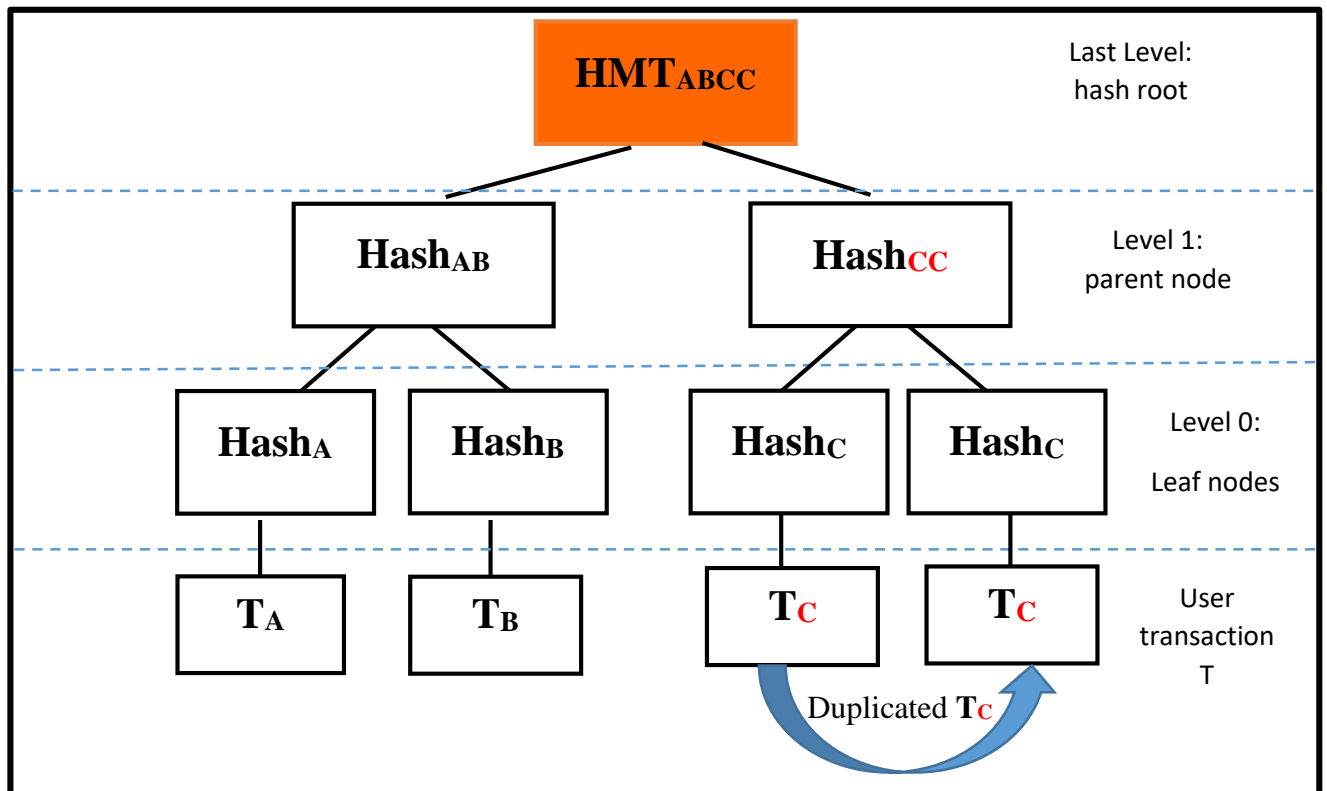 HMTABCC
Last Level:
hash root
HashAB
HashCC
Level 1:
parent node
HashA
HashB
HashC
HashC
Level 0:
Leaf nodes
TA
TB
TC
TC
User
transaction
T
Duplicated TC